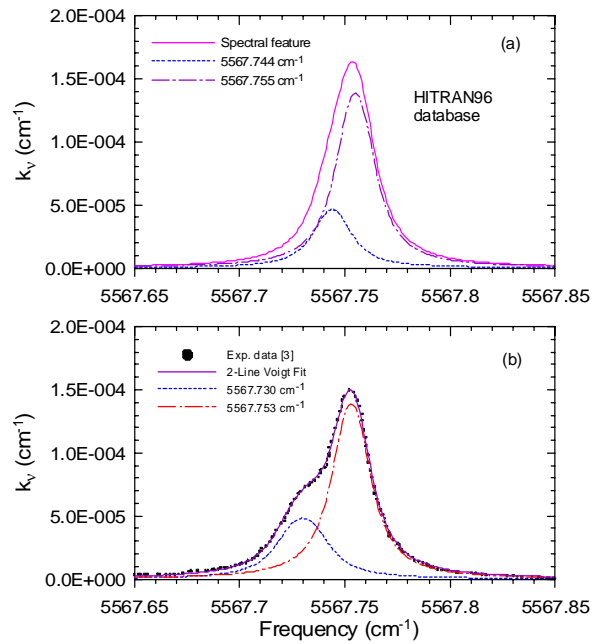 2.0E-004
1.5E-004
1.0E-004
5.0E-005
0.0E+000
k_ν (cm⁻¹)
Spectral feature
5567.744 cm⁻¹
5567.755 cm⁻¹
(a)
HITRAN96
database
5567.65 5567.7 5567.75 5567.8 5567.85
2.0E-004
1.5E-004
1.0E-004
5.0E-005
0.0E+000
k_ν (cm⁻¹)
Exp. data [3]
2-Line Voigt Fit
5567.730 cm⁻¹
5567.753 cm⁻¹
(b)
5567.65 5567.7 5567.75 5567.8 5567.85
Frequency (cm⁻¹)